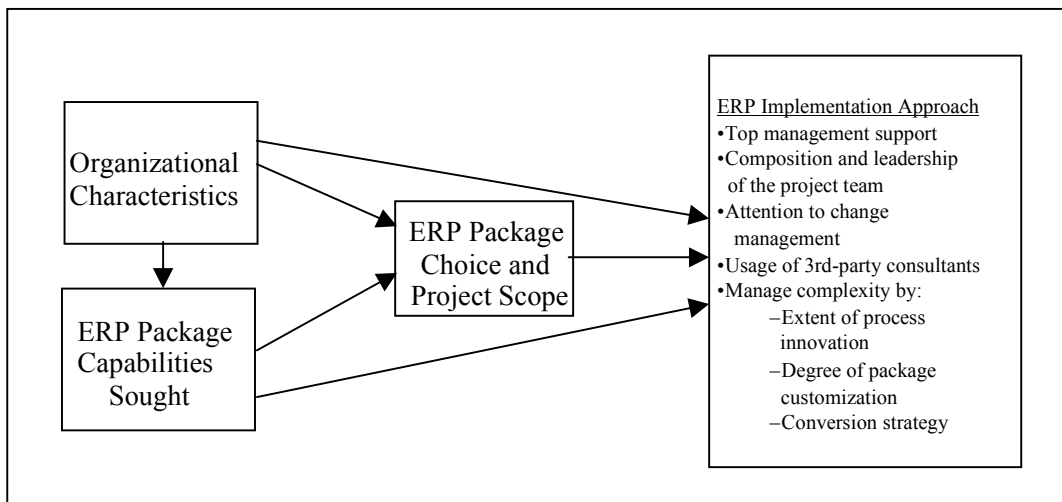 Organizational
Characteristics
ERP Package
Capabilities
Sought
ERP Package
Choice and
Project Scope
ERP Implementation Approach
•Top management support
•Composition and leadership
of the project team
•Attention to change
management
•Usage of 3rd-party consultants
•Manage complexity by:
–Extent of process
innovation
–Degree of package
customization
–Conversion strategy